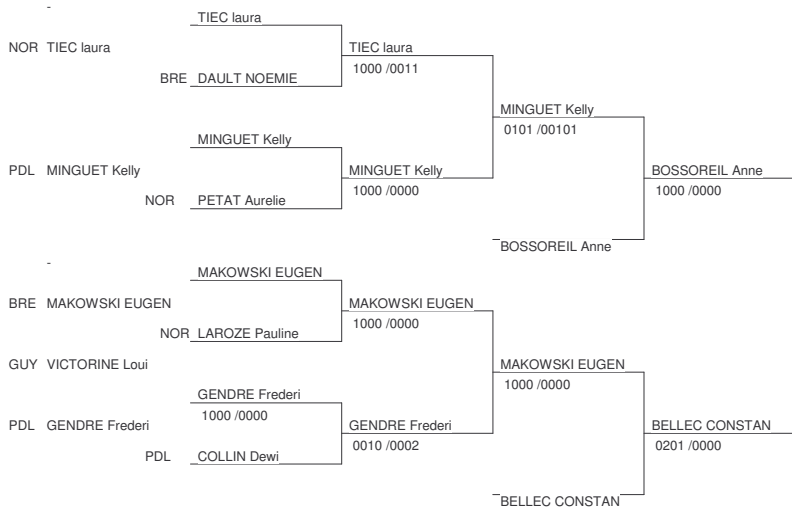 -
TIEC laura
NOR TIEC laura
TIEC laura
1000 /0011
BRE DAULT NOEMIE
MINGUET Kelly
0101 /00101
MINGUET Kelly
PDL MINGUET Kelly
MINGUET Kelly
1000 /0000
BOSSOREIL Anne
1000 /0000
NOR PETAT Aurelie
BOSSOREIL Anne
-
MAKOWSKI EUGEN
BRE MAKOWSKI EUGEN
MAKOWSKI EUGEN
1000 /0000
NOR LAROZE Pauline
GUY VICTORINE Loui
MAKOWSKI EUGEN
1000 /0000
GENDRE Frederi
1000 /0000
PDL GENDRE Frederi
GENDRE Frederi
0010 /0002
BELLEC CONSTAN
0201 /0000
PDL COLLIN Dewi
BELLEC CONSTAN